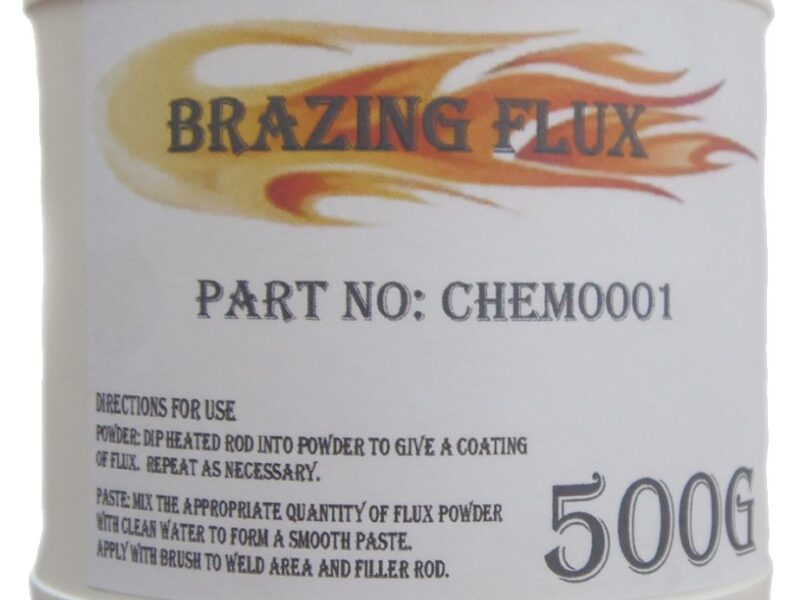 BRAZING FLUX
PART NO: CHEM0001
DIRECTIONS FOR USE
POWDER: DIP HEATED ROD INTO POWDER TO GIVE A COATING
OF FLUX. REPEAT AS NECESSARY.
PASTE: MIX THE APPROPRIATE QUANTITY OF FLUX POWDER
WITH CLEAN WATER TO FORM A SMOOTH PASTE.
APPLY WITH BRUSH TO WELD AREA AND FILLER ROD.
500G